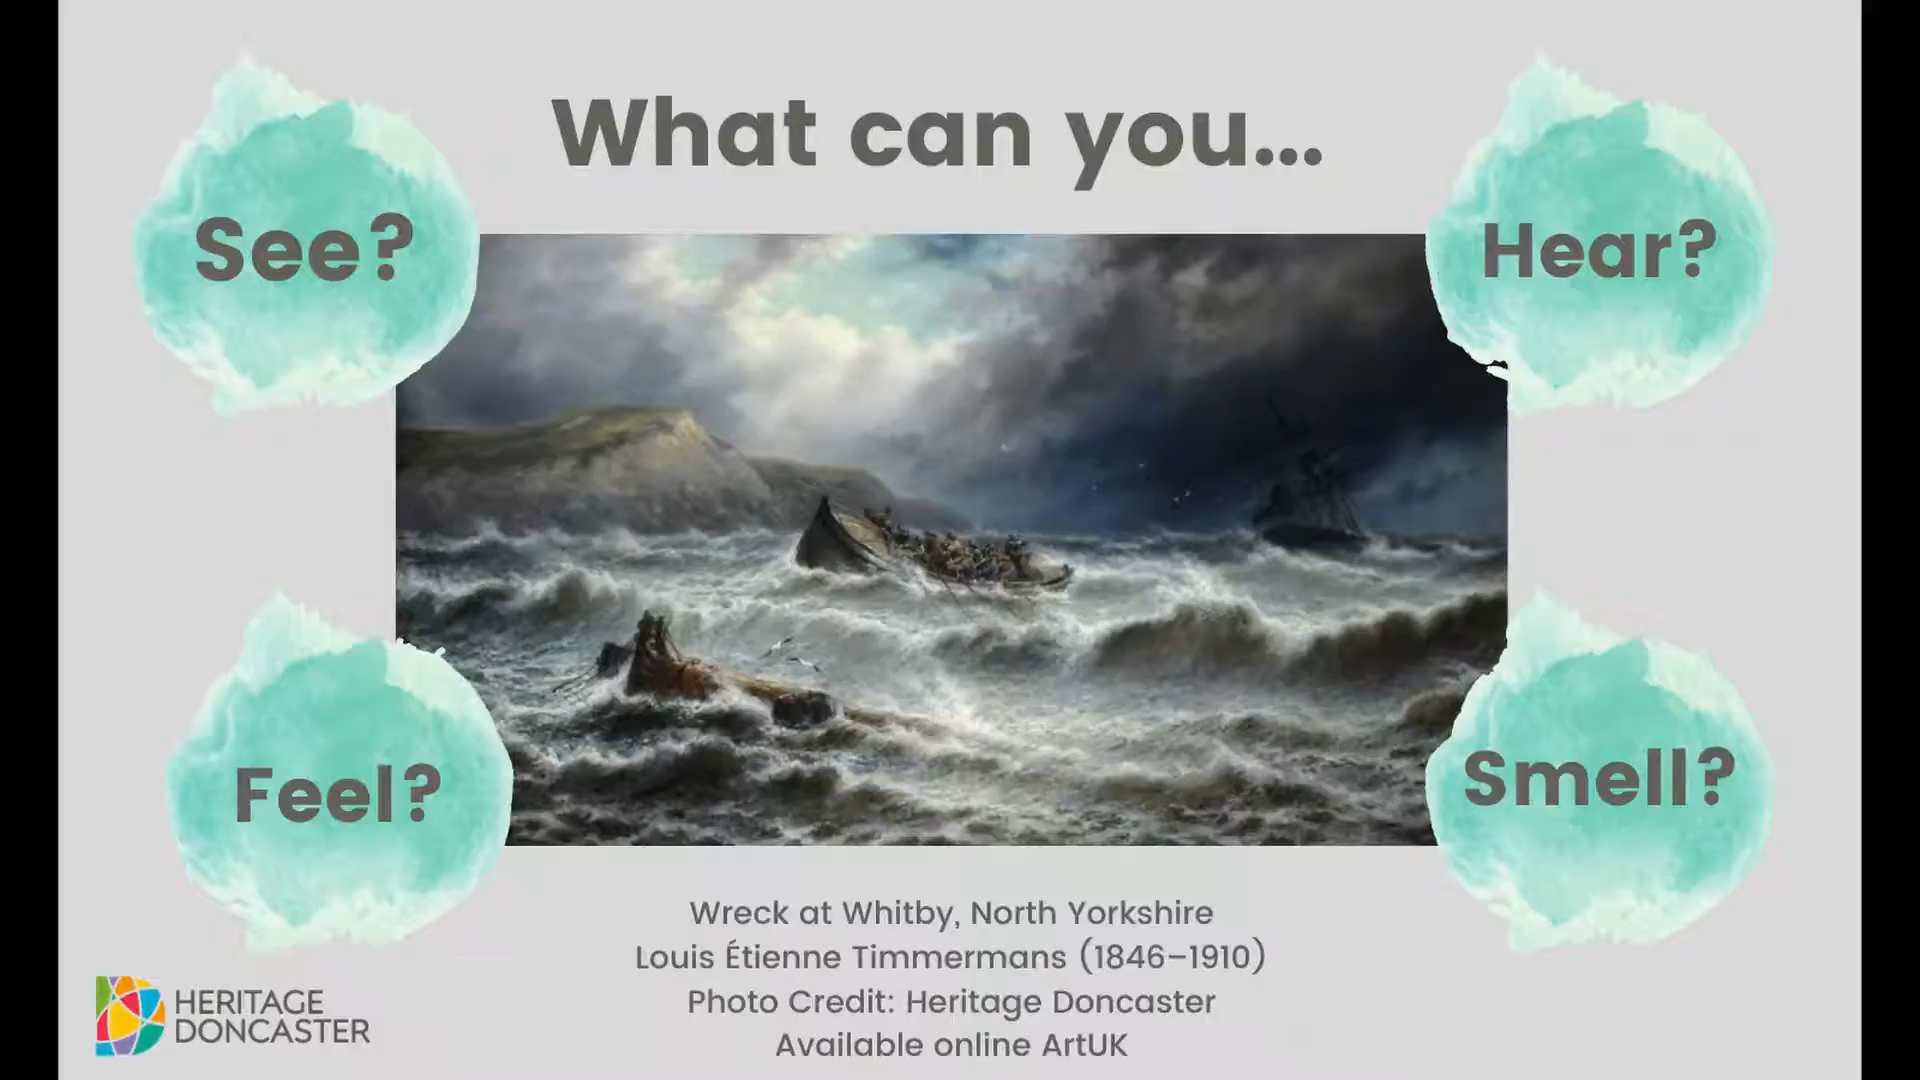 What can you...
See?
Hear?
Feel?
Smell?
Wreck at Whitby, North Yorkshire
Louis Étienne Timmermans (1846–1910)
Photo Credit: Heritage Doncaster
Available online ArtUK
HERITAGE
DONCASTER